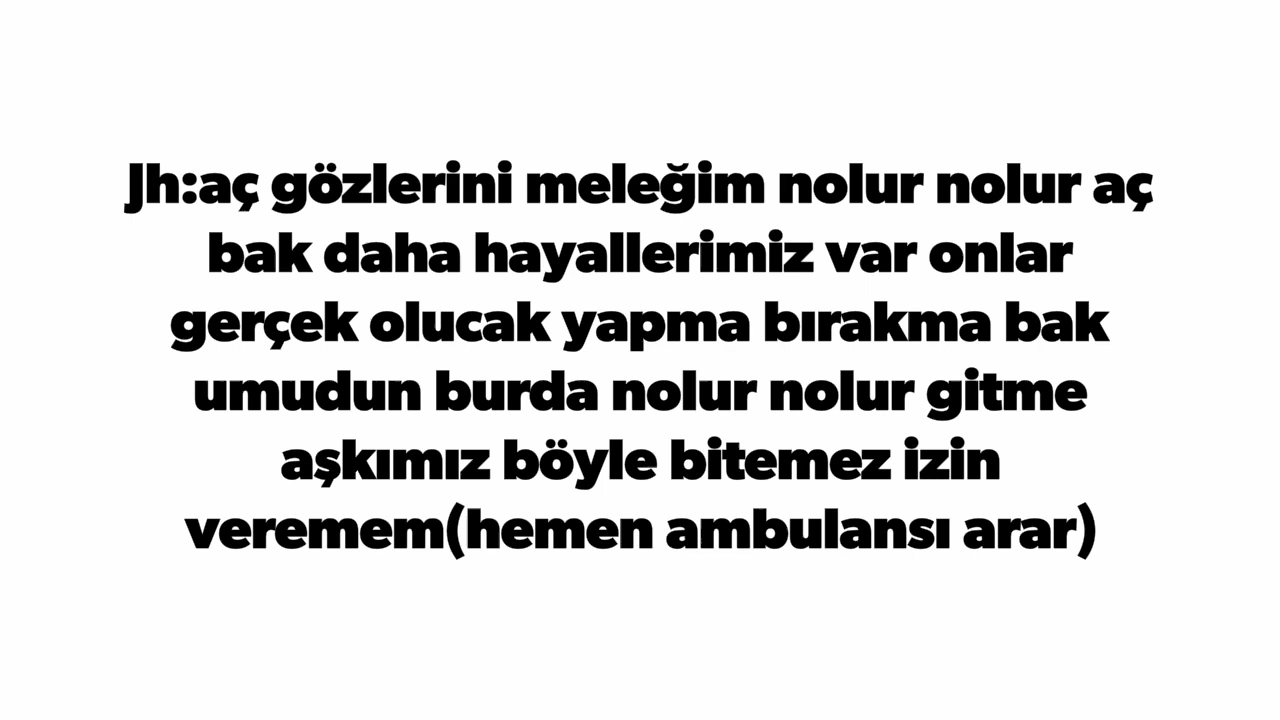 Jh:aç gözlerini meleğim nolur nolur aç
bak daha hayallerimiz var onlar
gerçek olucak yapma bırakma bak
umudun burda nolur nolur gitme
aşkımız böyle bitemez izin
veremem(hemen ambulansı arar)